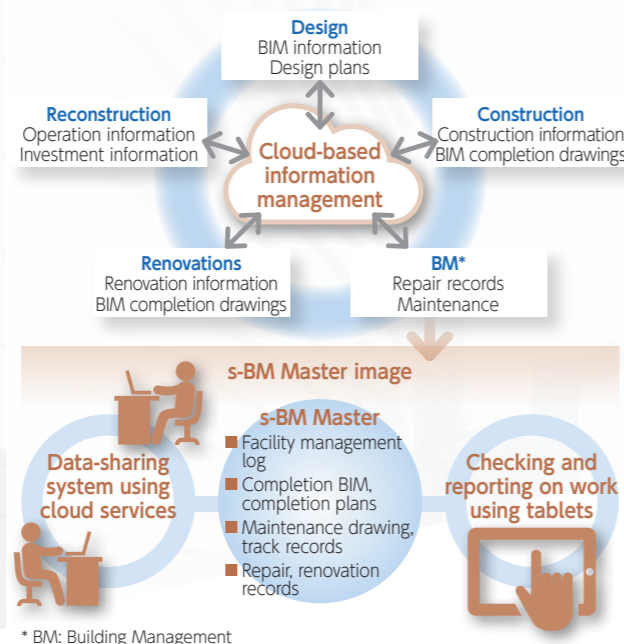 Design
BIM information
Design plans
Reconstruction
Operation information
Investment information
Construction
Construction information
BIM completion drawings
Cloud-based
information
management
Renovations
Renovation information
BIM completion drawings
BM*
Repair records
Maintenance
s-BM Master image
Data-sharing
system using
cloud services
s-BM Master
■ Facility management
log
■ Completion BIM,
completion plans
■ Maintenance drawing,
track records
■ Repair, renovation
records
Checking and
reporting on work
using tablets
* BM: Building Management